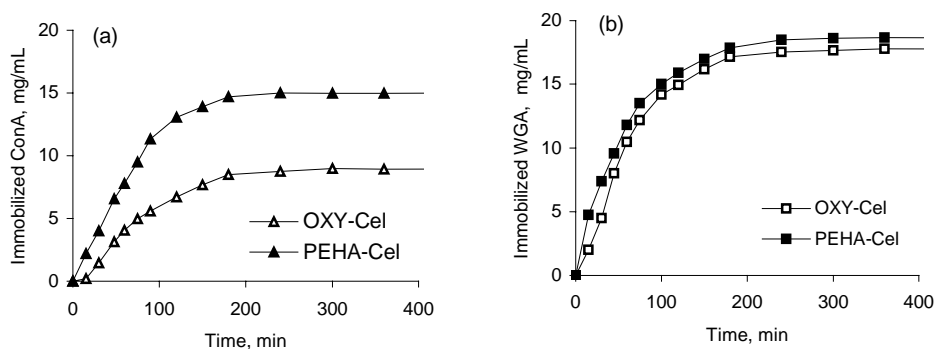 (a)
Immobilized ConA, mg/mL
20
15
10
5
0
OXY-Cel
PEHA-Cel
0 100 200 300 400
Time, min
(b)
Immobilized WGA, mg/mL
20
15
10
5
0
OXY-Cel
PEHA-Cel
0 100 200 300 400
Time, min